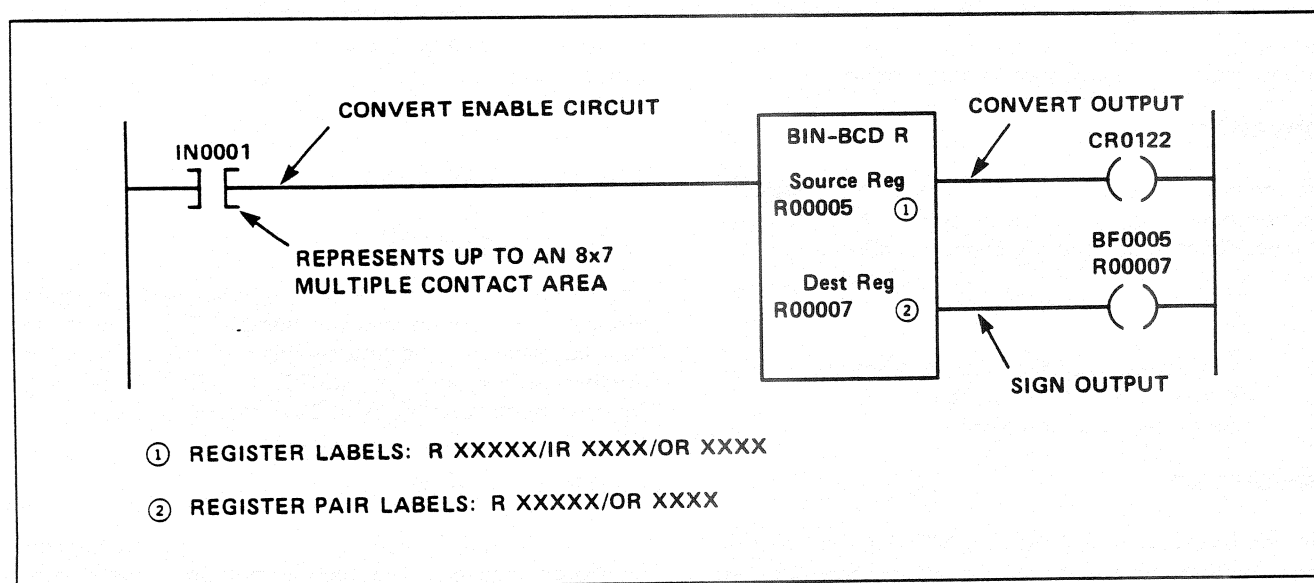 CONVERT ENABLE CIRCUIT
CONVERT OUTPUT
IN0001
BIN-BCD R
CR0122
Source Reg
R00005 ①
REPRESENTS UP TO AN 8x7
MULTIPLE CONTACT AREA
BF0005
R00007
Dest Reg
R00007 ②
SIGN OUTPUT
① REGISTER LABELS: R XXXXX/IR XXXX/OR XXXX
② REGISTER PAIR LABELS: R XXXXX/OR XXXX